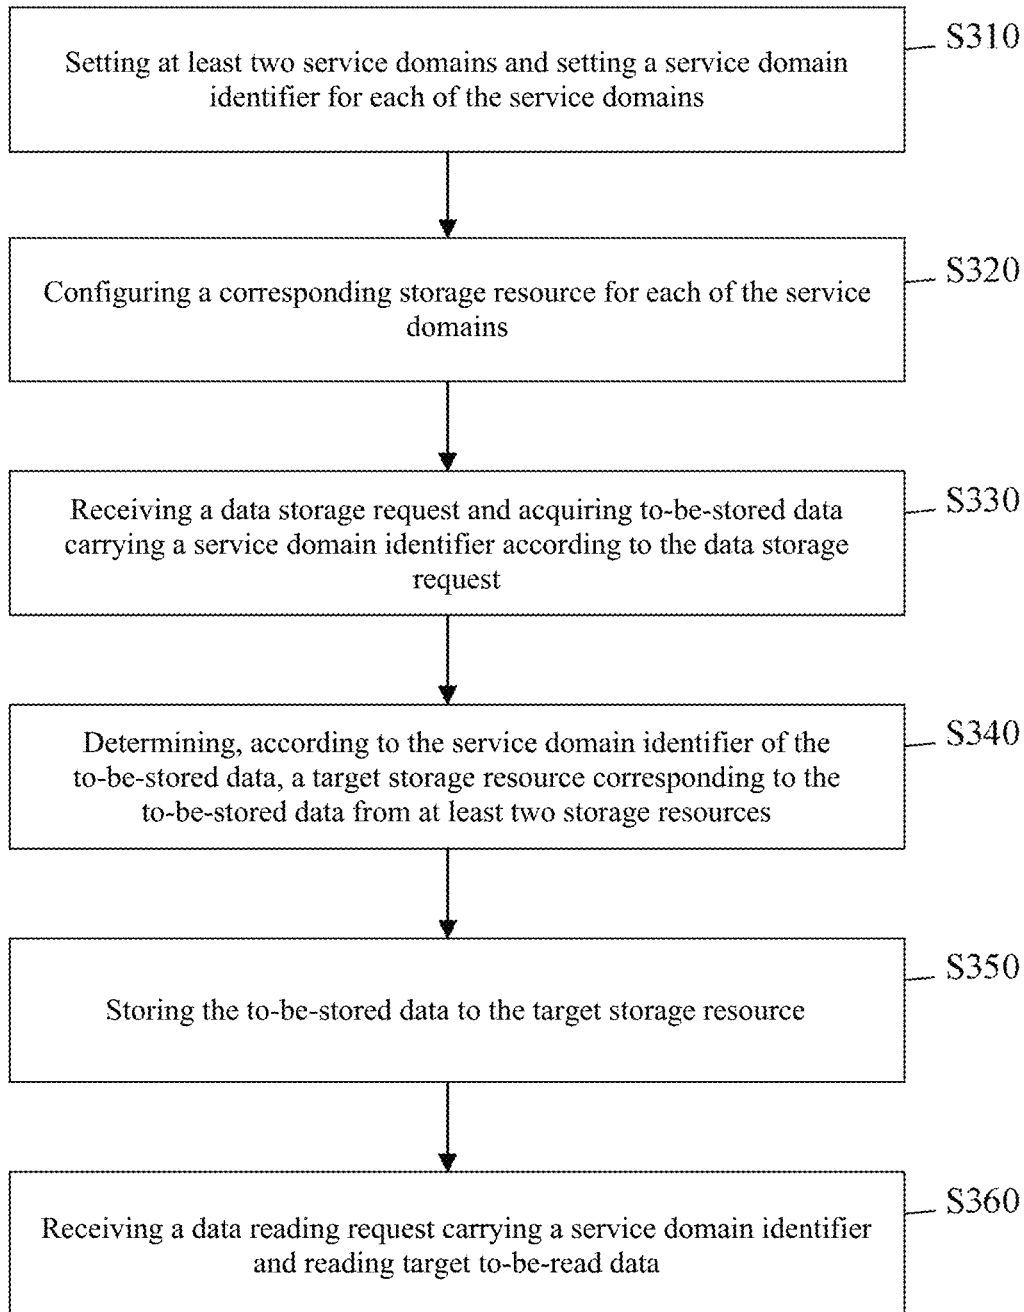 S310
Setting at least two service domains and setting a service domain
identifier for each of the service domains
S320
Configuring a corresponding storage resource for each of the service
domains
S330
Receiving a data storage request and acquiring to-be-stored data
carrying a service domain identifier according to the data storage
request
S340
Determining, according to the service domain identifier of the
to-be-stored data, a target storage resource corresponding to the
to-be-stored data from at least two storage resources
S350
Storing the to-be-stored data to the target storage resource
S360
Receiving a data reading request carrying a service domain identifier
and reading target to-be-read data